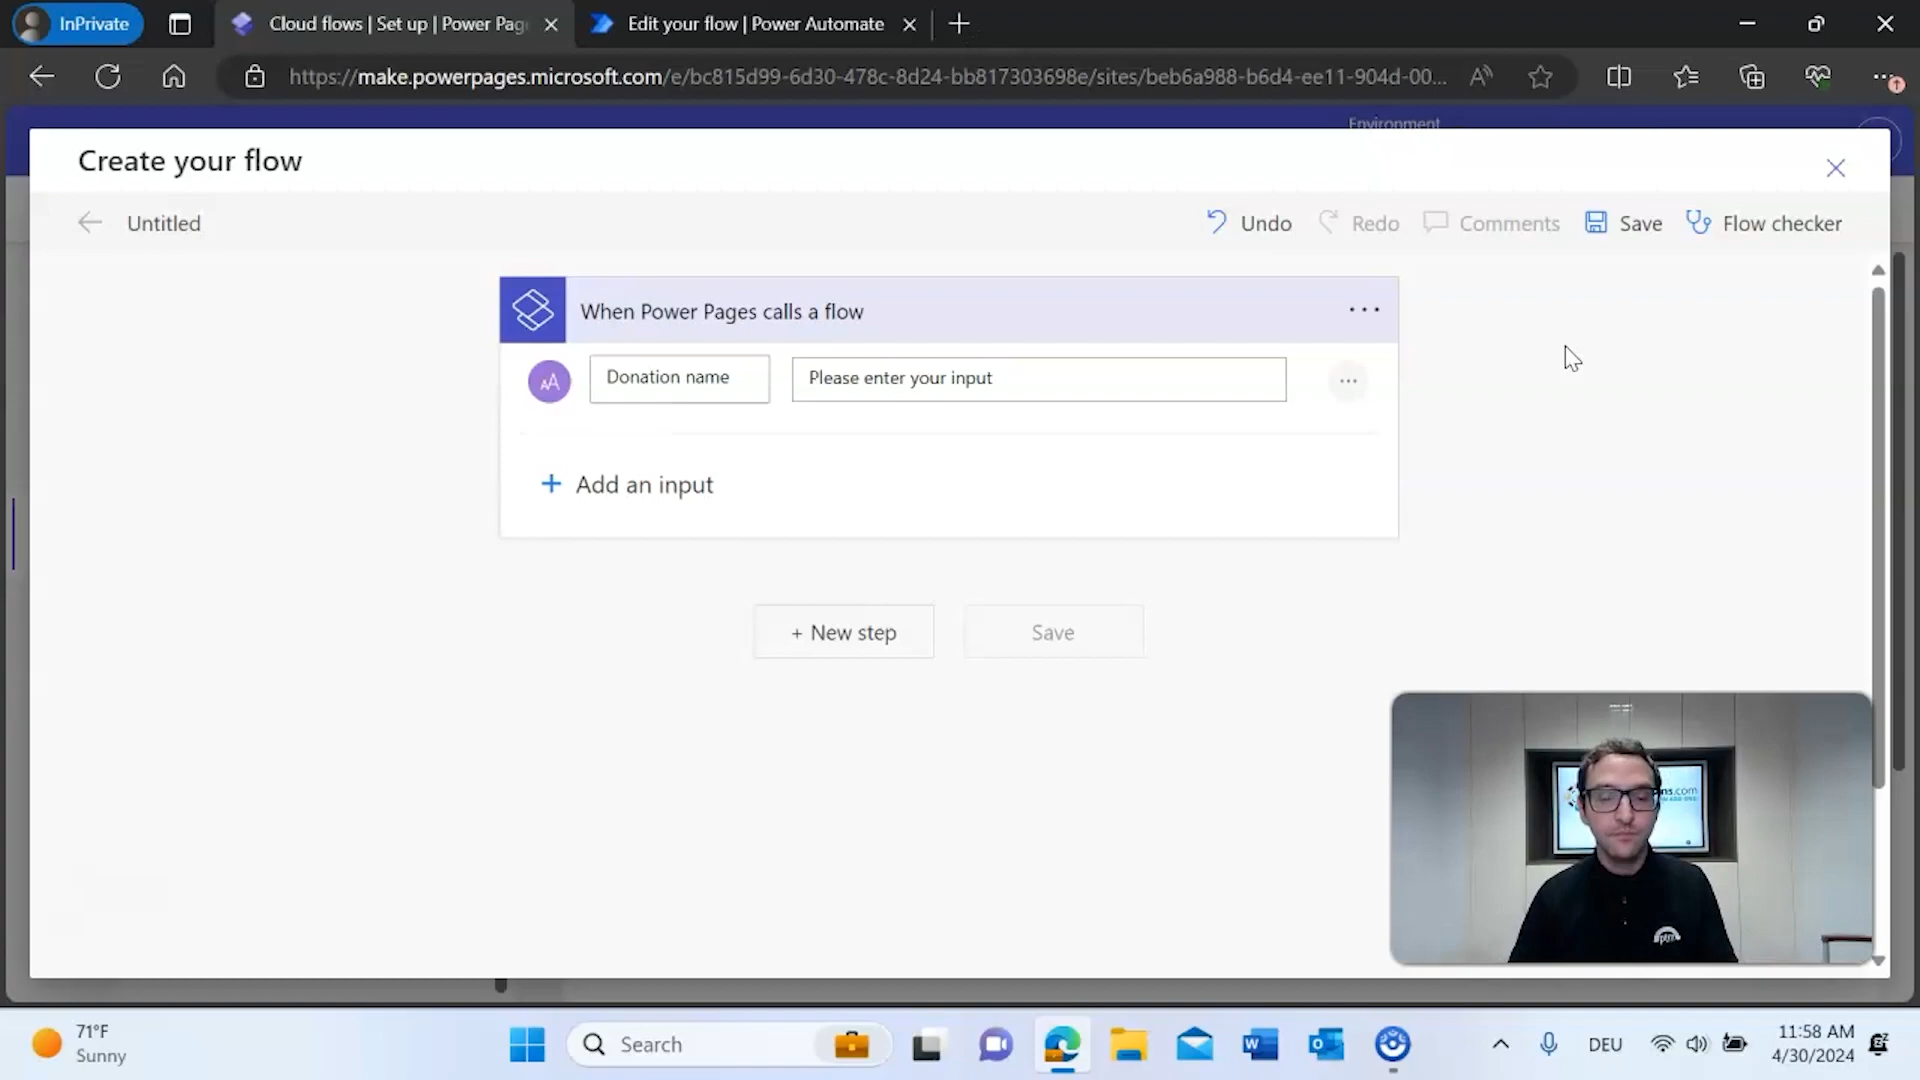 InPrivate
Cloud flows | Set up | Power Pag
Edit your flow | Power Automate
https://make.powerpages.microsoft.com/e/bc815d99-6d30-478c-8d24-bb817303698e/sites/beb6a988-b6d4-ee11-904d-00...
Environment
Create your flow
Untitled
Undo
Redo
Comments
Save
Flow checker
When Power Pages calls a flow
AA
Donation name
Please enter your input
+ Add an input
+ New step
Save
ns.com
71°F
Sunny
Search
DEU
11:58 AM
4/30/2024